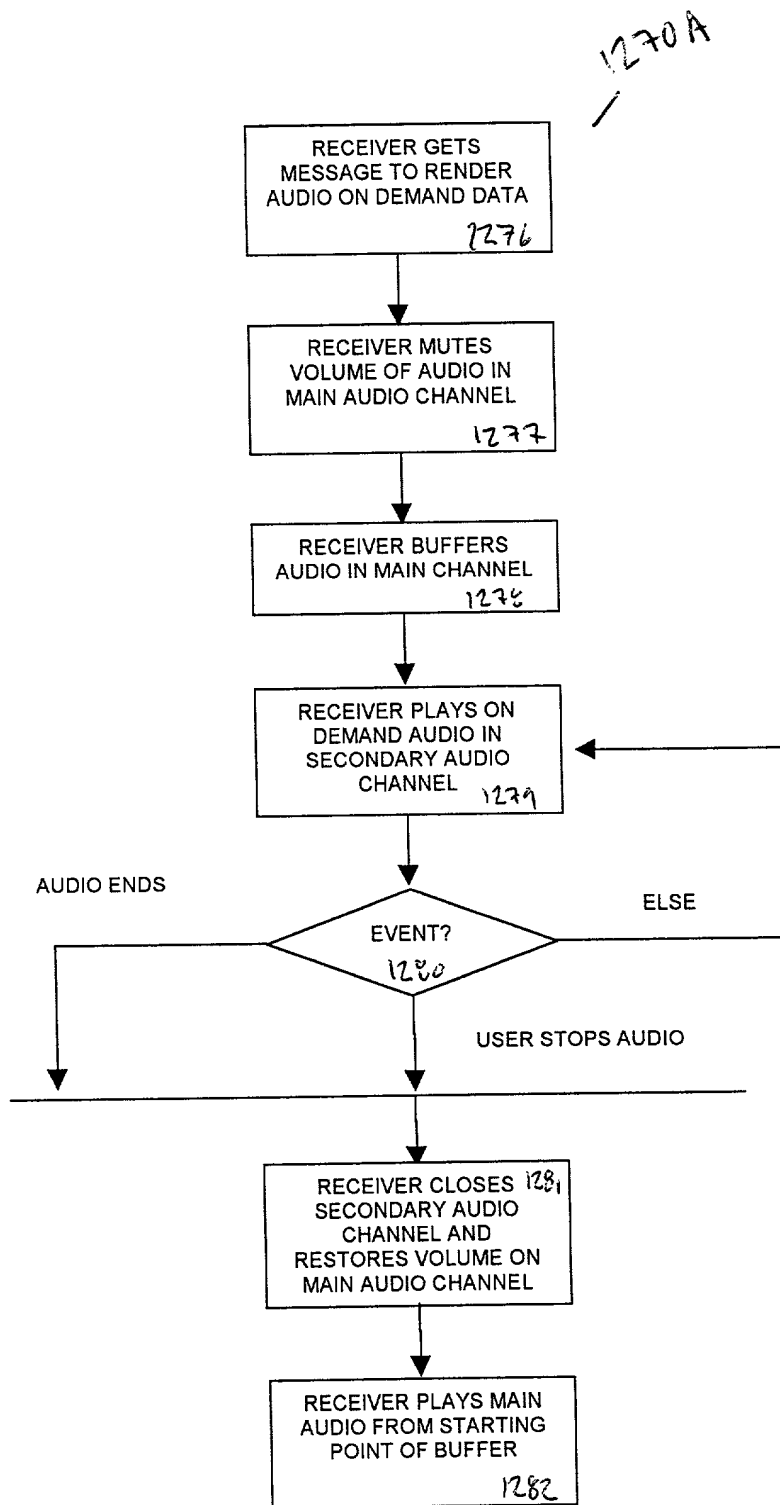 1270A
RECEIVER GETS
MESSAGE TO RENDER
AUDIO ON DEMAND DATA
1276
RECEIVER MUTES
VOLUME OF AUDIO IN
MAIN AUDIO CHANNEL
1277
RECEIVER BUFFERS
AUDIO IN MAIN CHANNEL
1278
RECEIVER PLAYS ON
DEMAND AUDIO IN
SECONDARY AUDIO
CHANNEL
1279
AUDIO ENDS
ELSE
EVENT?
1280
USER STOPS AUDIO
RECEIVER CLOSES 1281
SECONDARY AUDIO
CHANNEL AND
RESTORES VOLUME ON
MAIN AUDIO CHANNEL
RECEIVER PLAYS MAIN
AUDIO FROM STARTING
POINT OF BUFFER
1282